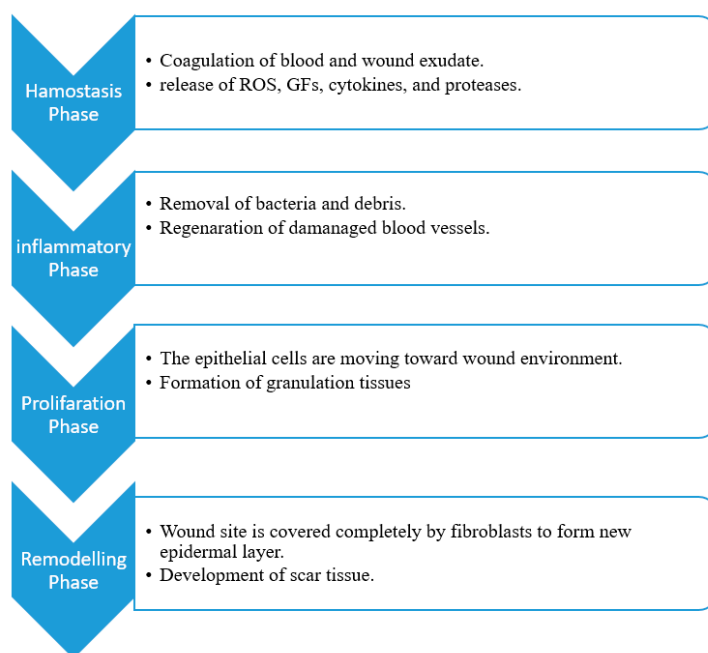 Hamostasis
Phase
• Coagulation of blood and wound exudate.
• release of ROS, GFs, cytokines, and proteases.
inflammatory
Phase
• Removal of bacteria and debris.
• Regenaration of damanaged blood vessels.
Prolifaration
Phase
• The epithelial cells are moving toward wound environment.
• Formation of granulation tissues
Remodelling
Phase
• Wound site is covered completely by fibroblasts to form new
epidermal layer.
• Development of scar tissue.